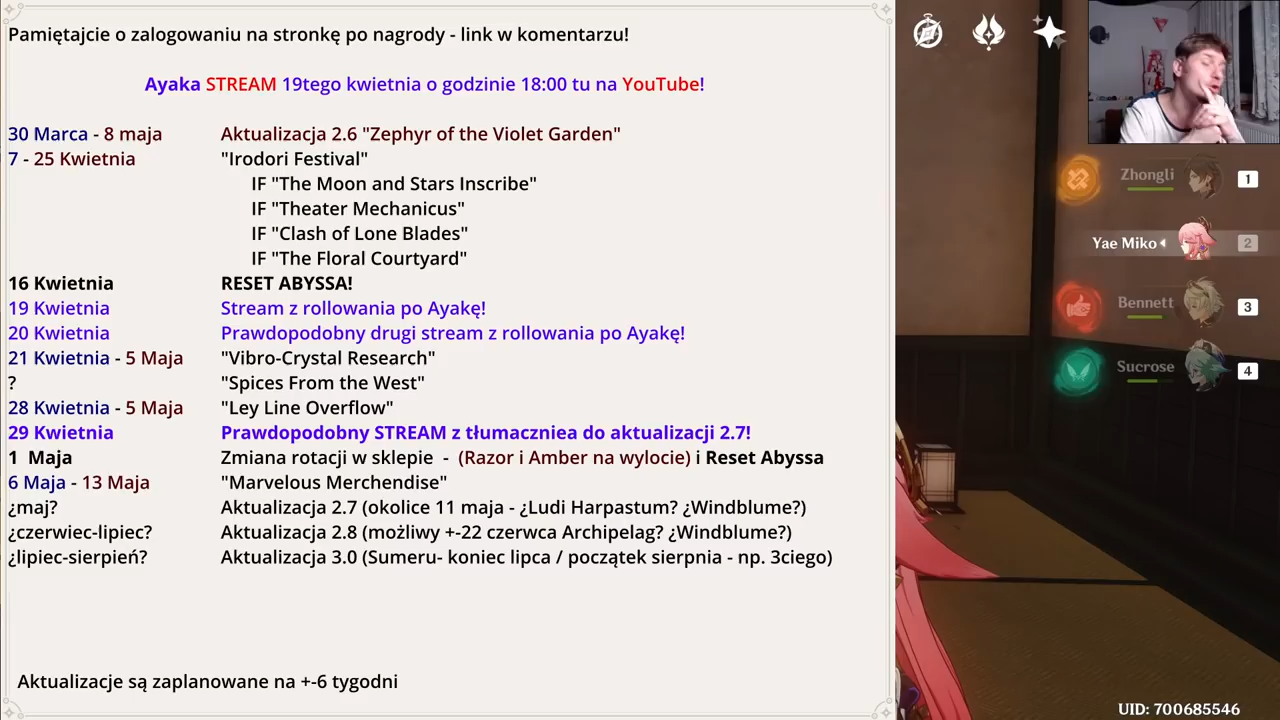 Pamiętajcie o zalogowaniu na stronkę po nagrody - link w komentarzu!
Ayaka STREAM 19tego kwietnia o godzinie 18:00 tu na YouTube!
30 Marca - 8 maja Aktualizacja 2.6 "Zephyr of the Violet Garden"
7 - 25 Kwietnia "Irodori Festival"
IF "The Moon and Stars Inscribe"
IF "Theater Mechanicus"
IF "Clash of Lone Blades"
IF "The Floral Courtyard"
16 Kwietnia RESET ABYSSA!
19 Kwietnia Stream z rollowania po Ayakę!
20 Kwietnia Prawdopodobny drugi stream z rollowania po Ayakę!
21 Kwietnia - 5 Maja "Vibro-Crystal Research"
? "Spices From the West"
28 Kwietnia - 5 Maja "Ley Line Overflow"
29 Kwietnia Prawdopodobny STREAM z tłumaczniea do aktualizacji 2.7!
1 Maja Zmiana rotacji w sklepie - (Razor i Amber na wylocie) i Reset Abyssa
6 Maja - 13 Maja "Marvelous Merchendise"
¿maj? Aktualizacja 2.7 (okolice 11 maja - ¿Ludi Harpastum? ¿Windblume?)
¿czerwiec-lipiec? Aktualizacja 2.8 (możliwy +-22 czerwca Archipelag? ¿Windblume?)
¿lipiec-sierpień? Aktualizacja 3.0 (Sumeru- koniec lipca / początek sierpnia - np. 3ciego)
Aktualizacje są zaplanowane na +-6 tygodni
Zhongli 1
Yae Miko 2
Bennett 3
Sucrose 4
UID: 700685546